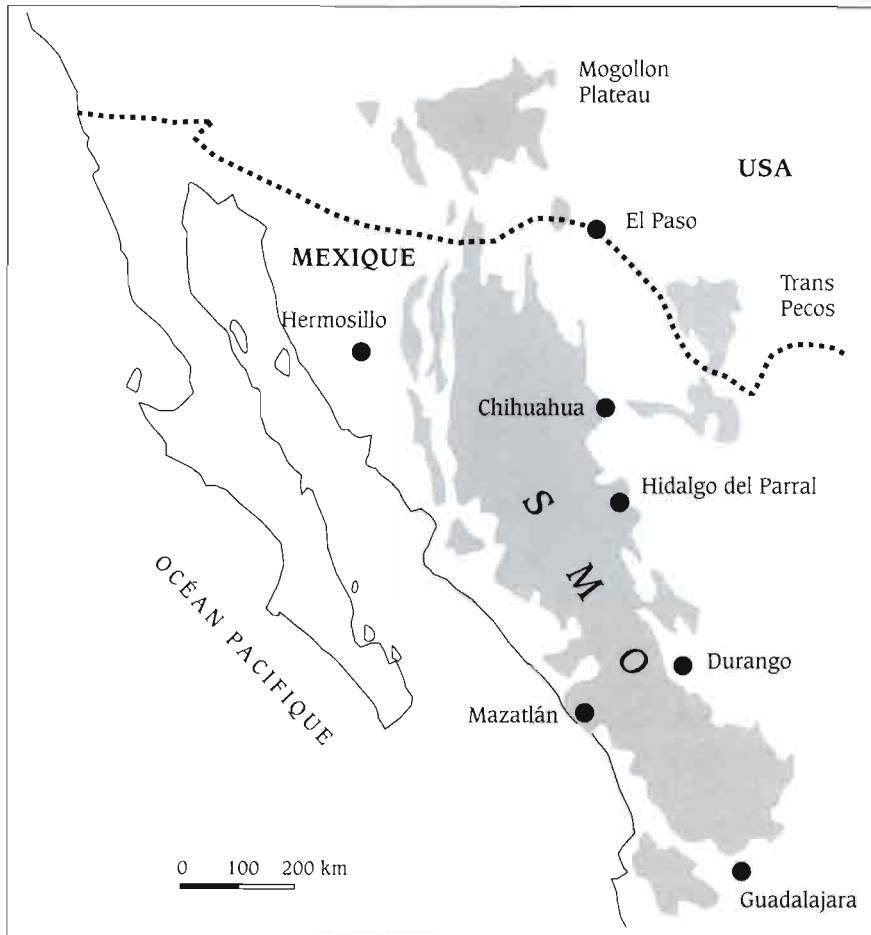 Mogollon
Plateau
USA
El Paso
MEXIQUE
Trans
Pecos
Hermosillo
Chihuahua
Hidalgo del Parral
S
M
O
OCÉAN PACIFIQUE
Durango
Mazatlán
0 100 200 km
Guadalajara